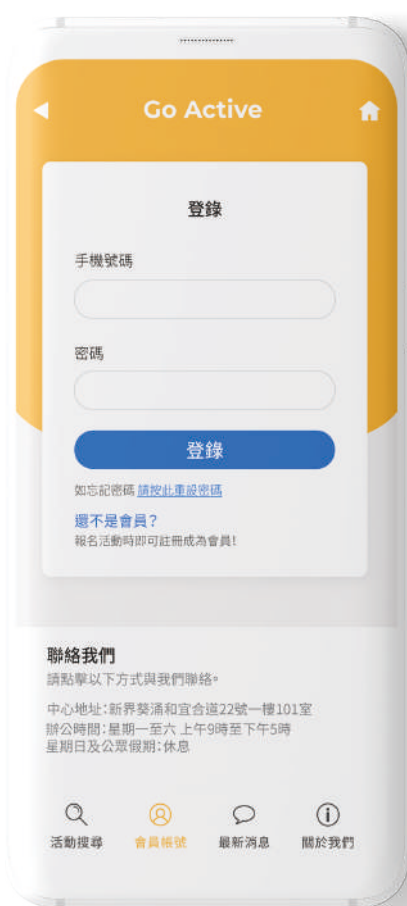 Go Active
登錄
手機號碼
密碼
登錄
如忘記密碼 請按此重設密碼
還不是會員?
報名活動時即可註冊成為會員!
聯絡我們
請點擊以下方式與我們聯絡。
中心地址:新界葵涌和宜合道22號一樓101室
辦公時間:星期一至六 上午9時至下午5時
星期日及公眾假期:休息
活動搜尋 會員帳號 最新消息 關於我們